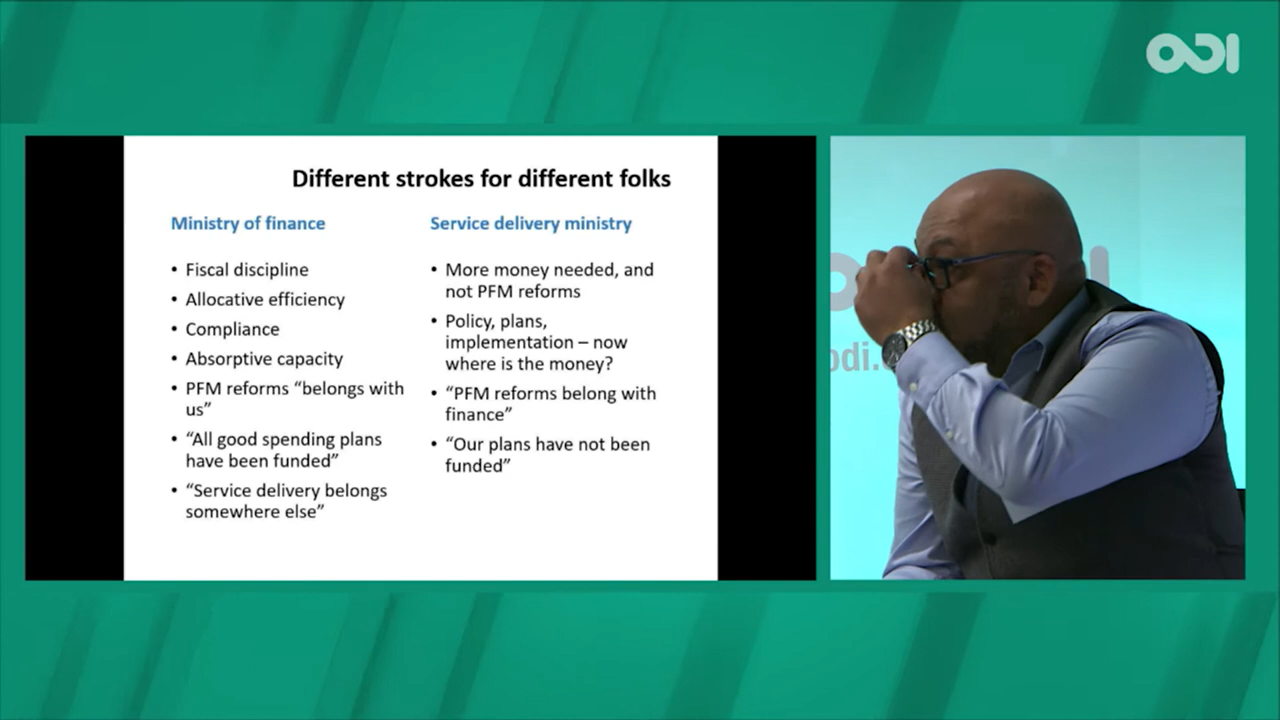 ODI
Different strokes for different folks
Ministry of finance
• Fiscal discipline
• Allocative efficiency
• Compliance
• Absorptive capacity
• PFM reforms “belongs with
us”
• “All good spending plans
have been funded”
• “Service delivery belongs
somewhere else”
Service delivery ministry
• More money needed, and
not PFM reforms
• Policy, plans,
implementation – now
where is the money?
• “PFM reforms belong with
finance”
• “Our plans have not been
funded”
odi.